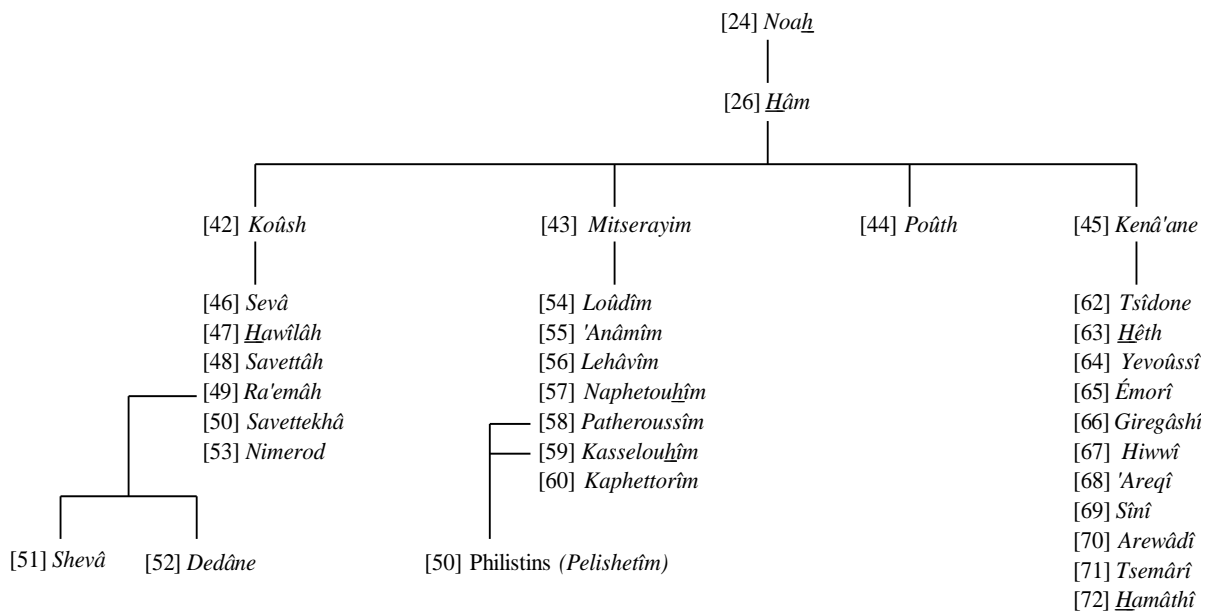 [24] Noah
[26] Hâm
[42] Koûsh [43] Mitserayim [44] Poûth [45] Kenâ'ane
[46] Sevâ
[47] Hawîlâh
[48] Savettâh
[49] Ra'emâh
[50] Savettekhâ
[53] Nimerod
[54] Loûdîm
[55] 'Anâmîm
[56] Lehâvîm
[57] Naphetouhîm
[58] Patheroussîm
[59] Kasselouhîm
[60] Kaphettorîm
[62] Tsîdone
[63] Hêth
[64] Yevoûssî
[65] Émorî
[66] Giregâshî
[67] Hiwwî
[68] 'Areqî
[69] Sînî
[70] Arewâdî
[71] Tsemârî
[72] Hamâthî
[51] Shevâ [52] Dedâne [50] Philistins (Pelishetîm)